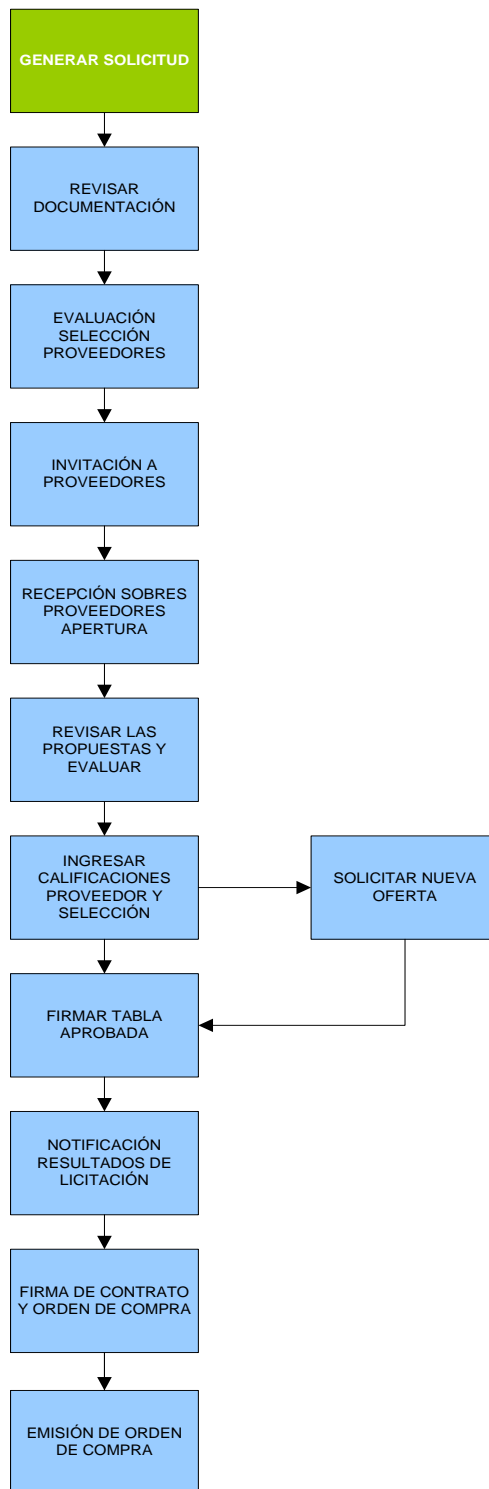 GENERAR SOLICITUD
REVISAR
DOCUMENTACIÓN
EVALUACIÓN
SELECCIÓN
PROVEEDORES
INVITACIÓN A
PROVEEDORES
RECEPCIÓN SOBRES
PROVEEDORES
APERTURA
REVISAR LAS
PROPUESTAS Y
EVALUAR
INGRESAR
CALIFICACIONES
PROVEEDOR Y
SELECCIÓN
SOLICITAR NUEVA
OFERTA
FIRMAR TABLA
APROBADA
NOTIFICACIÓN
RESULTADOS DE
LICITACIÓN
FIRMA DE CONTRATO
Y ORDEN DE COMPRA
EMISIÓN DE ORDEN
DE COMPRA